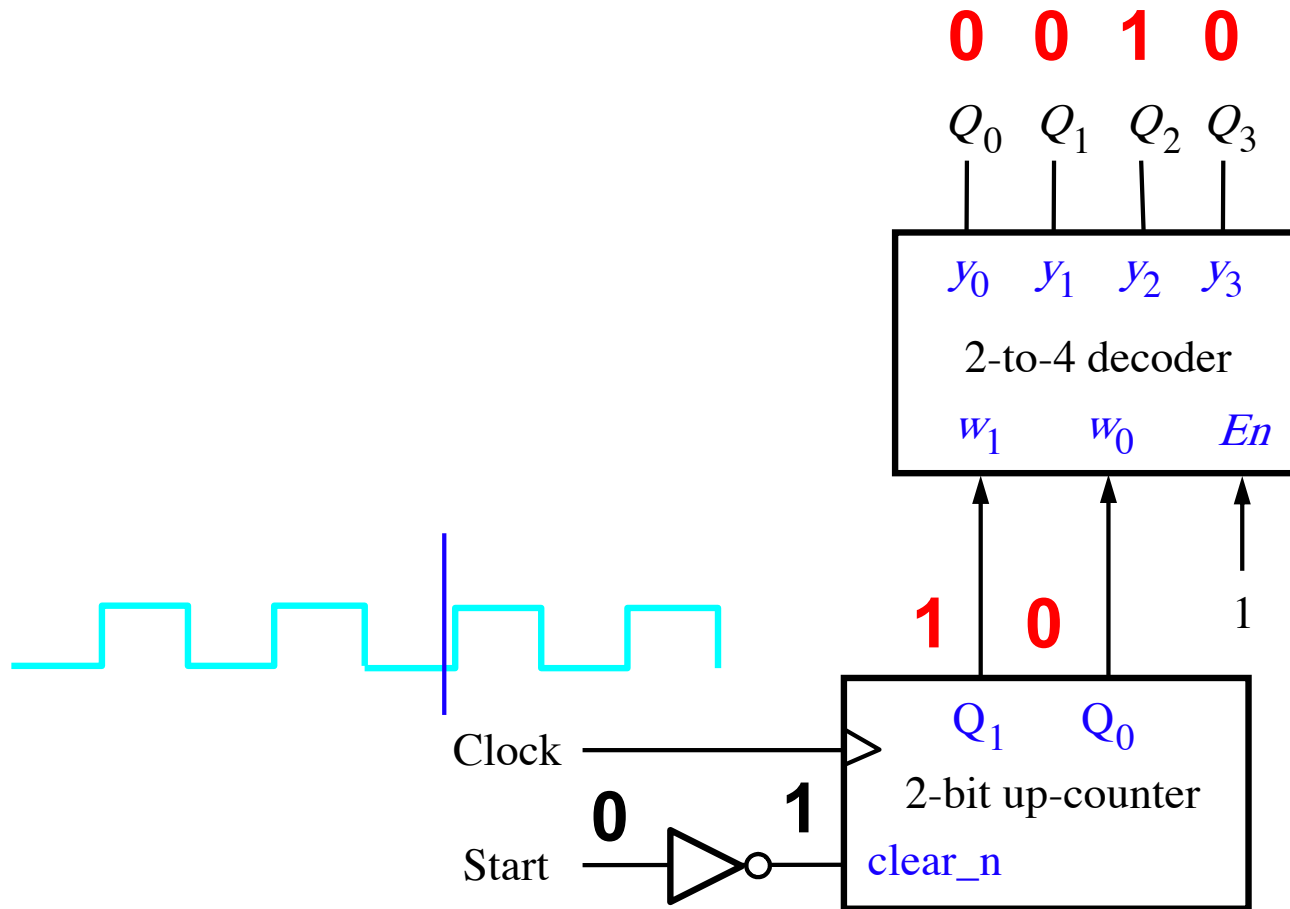 0 0 1 0
Q0 Q1 Q2 Q3
y0 y1 y2 y3
2-to-4 decoder
w1 w0 En
1 0 1
Q1 Q0
Clock
2-bit up-counter
0 1
Start
clear_n